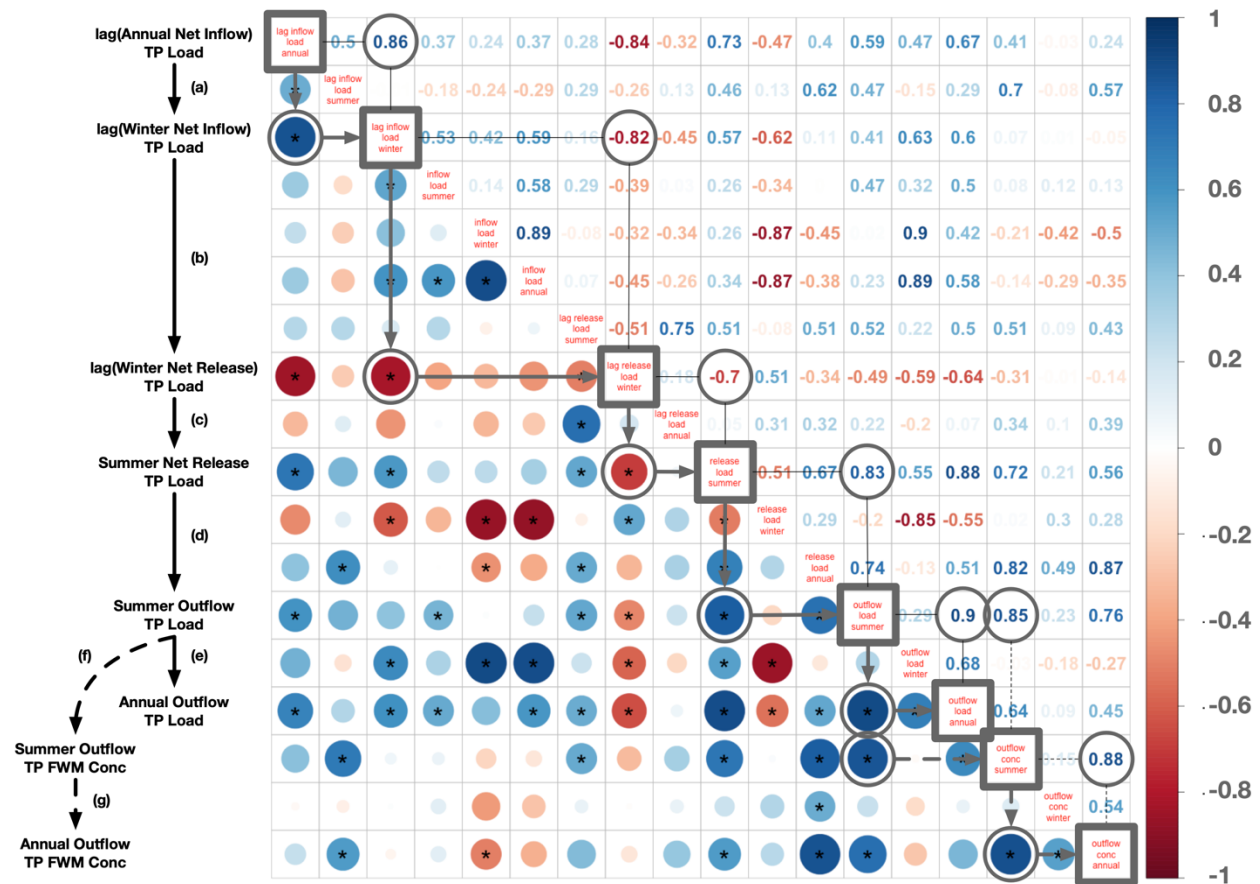 lag(Annual Net Inflow)
TP Load
(a)
lag(Winter Net Inflow)
TP Load
(b)
lag(Winter Net Release)
TP Load
(c)
Summer Net Release
TP Load
(d)
Summer Outflow
TP Load
(f)
(e)
Annual Outflow
TP Load
Summer Outflow
TP FWM Conc
(g)
Annual Outflow
TP FWM Conc
lag inflow
load
annual
0.5 0.86 0.37 0.24 0.37 0.28 -0.84 -0.32 0.73 -0.47 0.4 0.59 0.47 0.67 0.41 -0.03 0.24
lag inflow
load
summer
-0.18 -0.24 -0.29 0.29 -0.26 0.13 0.46 0.13 0.62 0.47 -0.15 0.29 0.7 -0.08 0.57
lag inflow
load
winter
0.53 0.42 0.59 0.16 -0.82 -0.45 0.57 -0.62 0.11 0.41 0.63 0.6 0.07 -0.05
inflow
load
summer
0.14 0.58 0.29 -0.39 0.03 0.26 -0.34 0.47 0.32 0.5 0.08 0.12 0.13
inflow
load
winter
0.89 -0.08 -0.32 -0.34 0.26 -0.87 -0.45 0.9 0.42 -0.21 -0.42 -0.5
inflow
load
annual
0.07 -0.45 -0.26 0.34 -0.87 -0.38 0.23 0.89 0.58 -0.14 -0.29 -0.35
lag release
load
summer
-0.51 0.75 0.51 -0.08 0.51 0.52 0.22 0.5 0.51 0.09 0.43
lag release
load
winter
0.18 -0.7 0.51 -0.34 -0.49 -0.59 -0.64 -0.31 -0.14
lag release
load
annual
0.05 0.31 0.32 0.22 -0.2 0.07 0.34 0.1 0.39
release
load
summer
-0.51 0.67 0.83 0.55 0.88 0.72 0.21 0.56
release
load
winter
0.29 -0.2 -0.85 -0.55 0.3 0.28
release
load
annual
0.74 -0.13 0.51 0.82 0.49 0.87
outflow
load
summer
0.29 0.9 0.85 0.23 0.76
outflow
load
winter
0.68 -0.18 -0.27
outflow
load
annual
0.64 0.09 0.45
outflow
conc
summer
0.15 0.88
outflow
conc
winter
0.54
outflow
conc
annual
1
0.8
0.6
0.4
0.2
0
-0.2
-0.4
-0.6
-0.8
-1